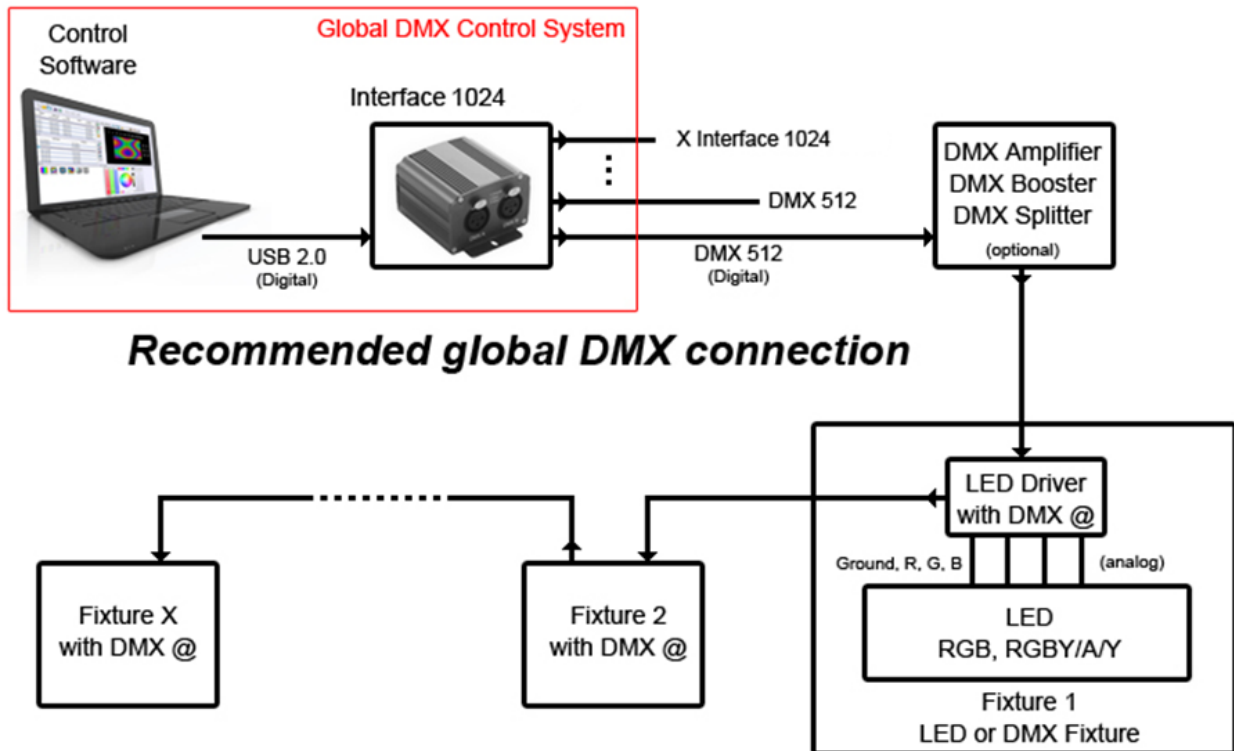 Global DMX Control System
Control
Software
Interface 1024
X Interface 1024
DMX 512
USB 2.0
(Digital)
DMX 512
(Digital)
DMX Amplifier
DMX Booster
DMX Splitter
(optional)
Recommended global DMX connection
LED Driver
with DMX @
Ground, R, G, B
(analog)
LED
RGB, RGBY/A/Y
Fixture 1
LED or DMX Fixture
Fixture 2
with DMX @
Fixture X
with DMX @